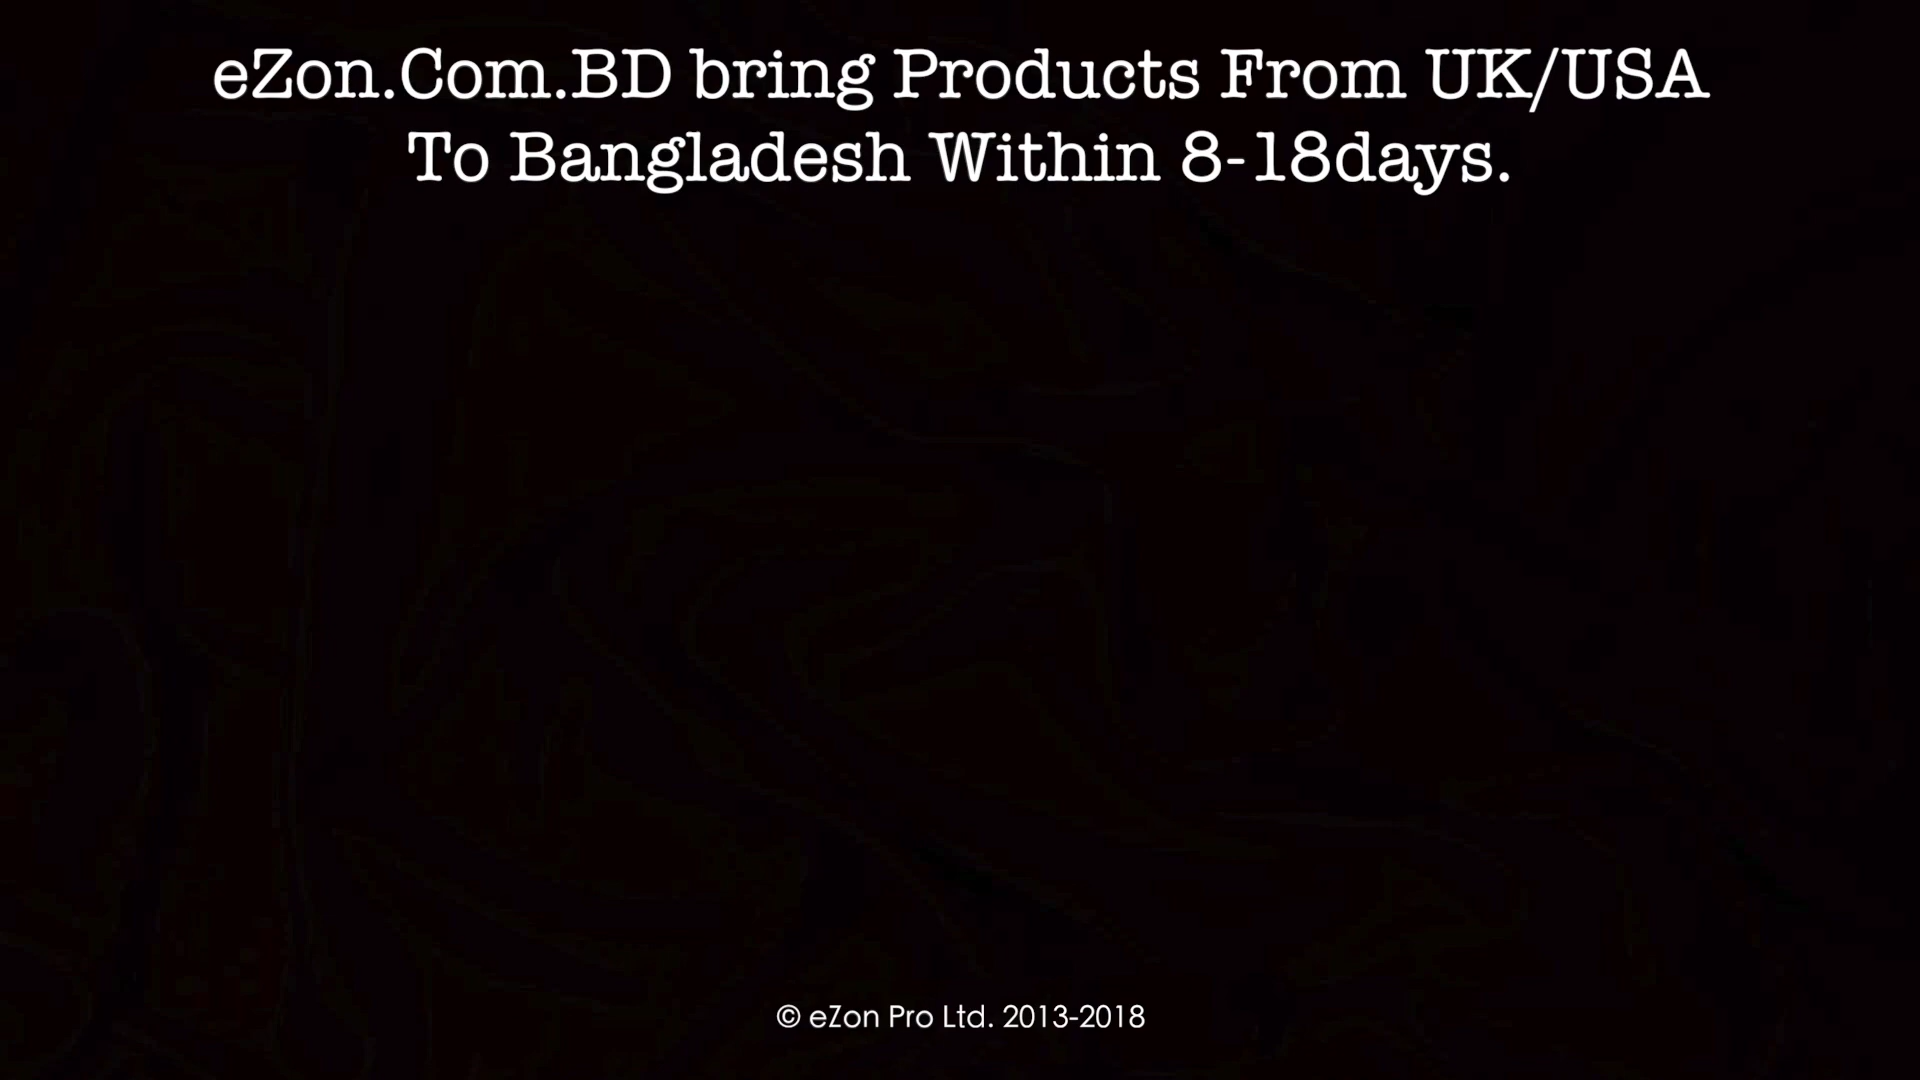 eZon.Com.BD bring Products From UK/USA
To Bangladesh Within 8-18days.
© eZon Pro Ltd. 2013-2018